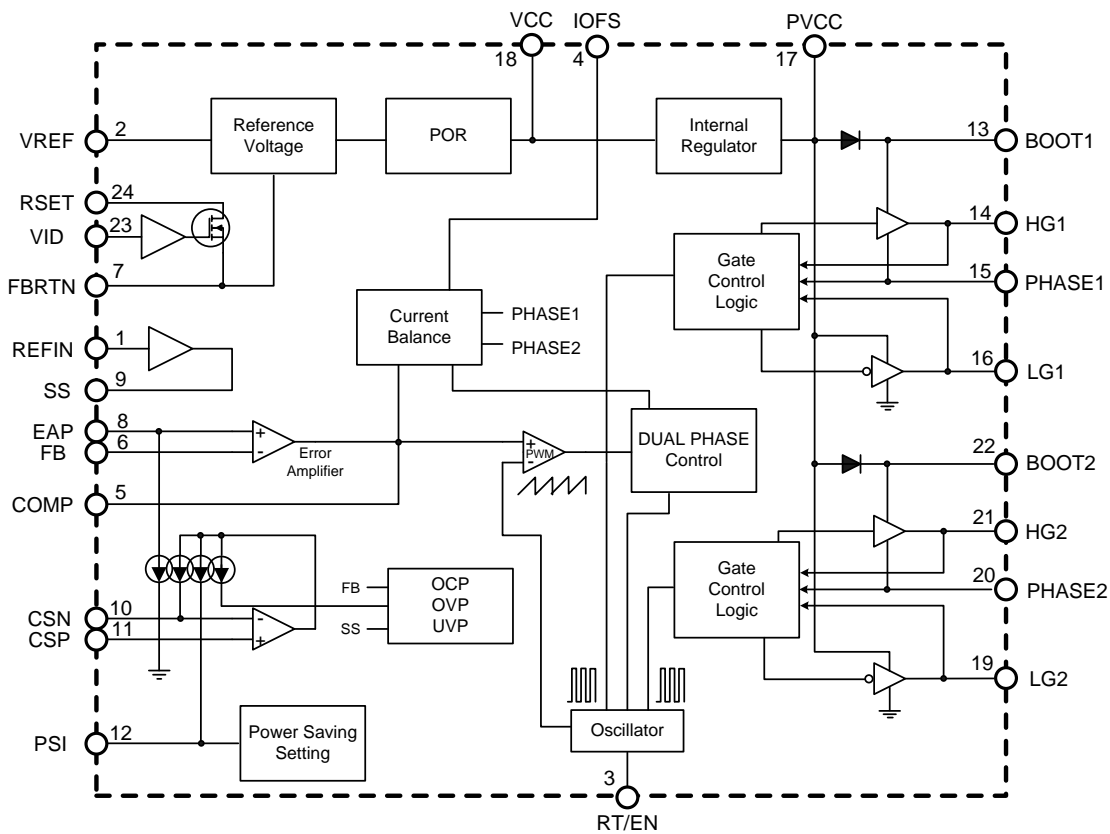 VCC
IOFS
PVCC
18
4
17
VREF
2
Reference
Voltage
POR
Internal
Regulator
13
BOOT1
RSET
24
VID
23
FBRTN
7
14
HG1
Gate
Control
Logic
15
PHASE1
REFIN
1
Current
Balance
PHASE1
PHASE2
16
LG1
SS
9
EAP
8
FB
6
+
-
Error
Amplifier
+
-
PWM
DUAL PHASE
Control
22
BOOT2
COMP
5
21
HG2
Gate
Control
Logic
20
PHASE2
FB
SS
OCP
OVP
UVP
CSN
10
CSP
11
-
+
19
LG2
PSI
12
Power Saving
Setting
Oscillator
3
RT/EN